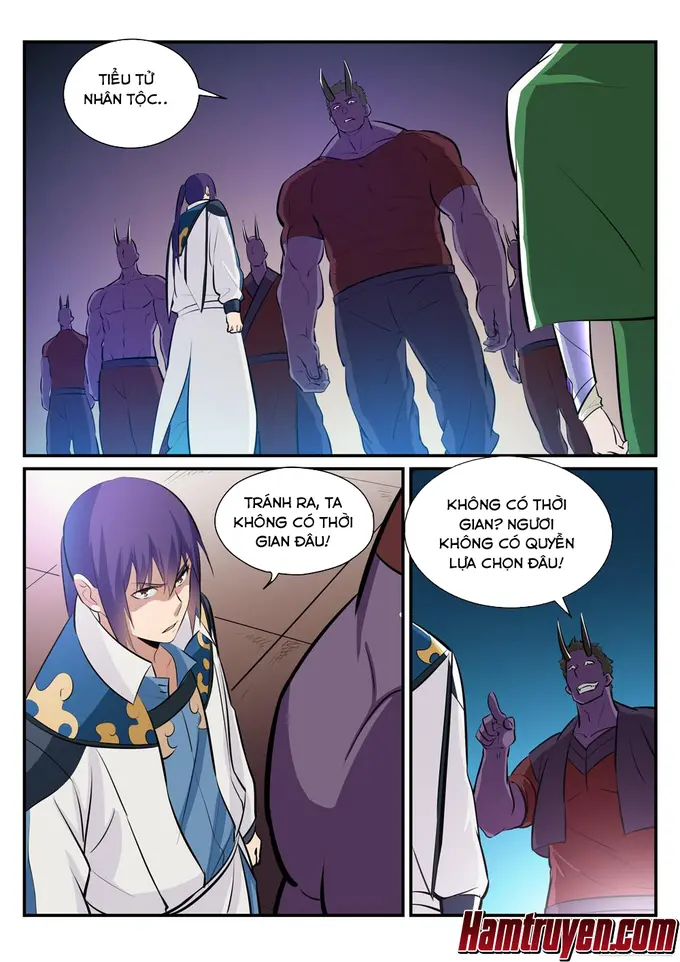 TIỂU TỬ
NHÂN TỘC..
TRÁNH RA, TA
KHÔNG CÓ THỜI
GIAN ĐÂU!
KHÔNG CÓ THỜI
GIAN? NGƯƠI
KHÔNG CÓ QUYỀN
LỰA CHỌN ĐÂU!
Hamtruyen.com